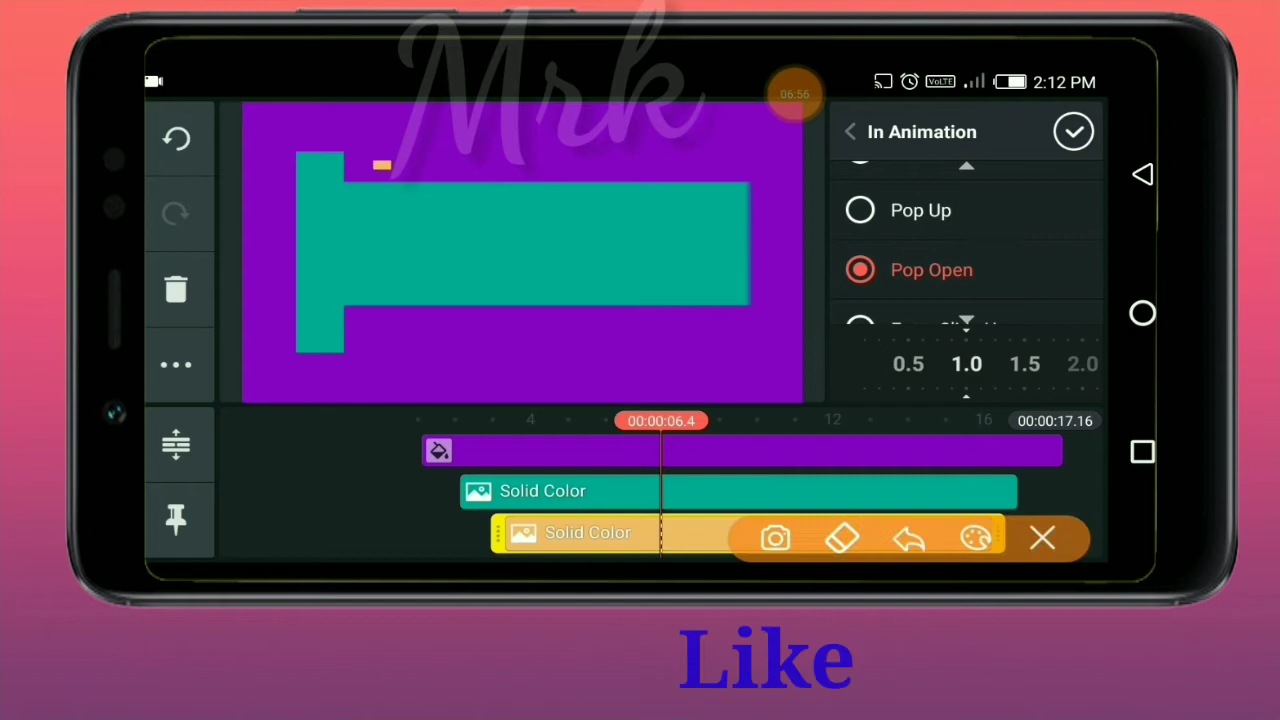 Mrk
06:56
VoLTE
2:12 PM
In Animation
Pop Up
Pop Open
0.5 1.0 1.5 2.0
4 12 16
00:00:06.4
00:00:17.16
Solid Color
Solid Color
Like